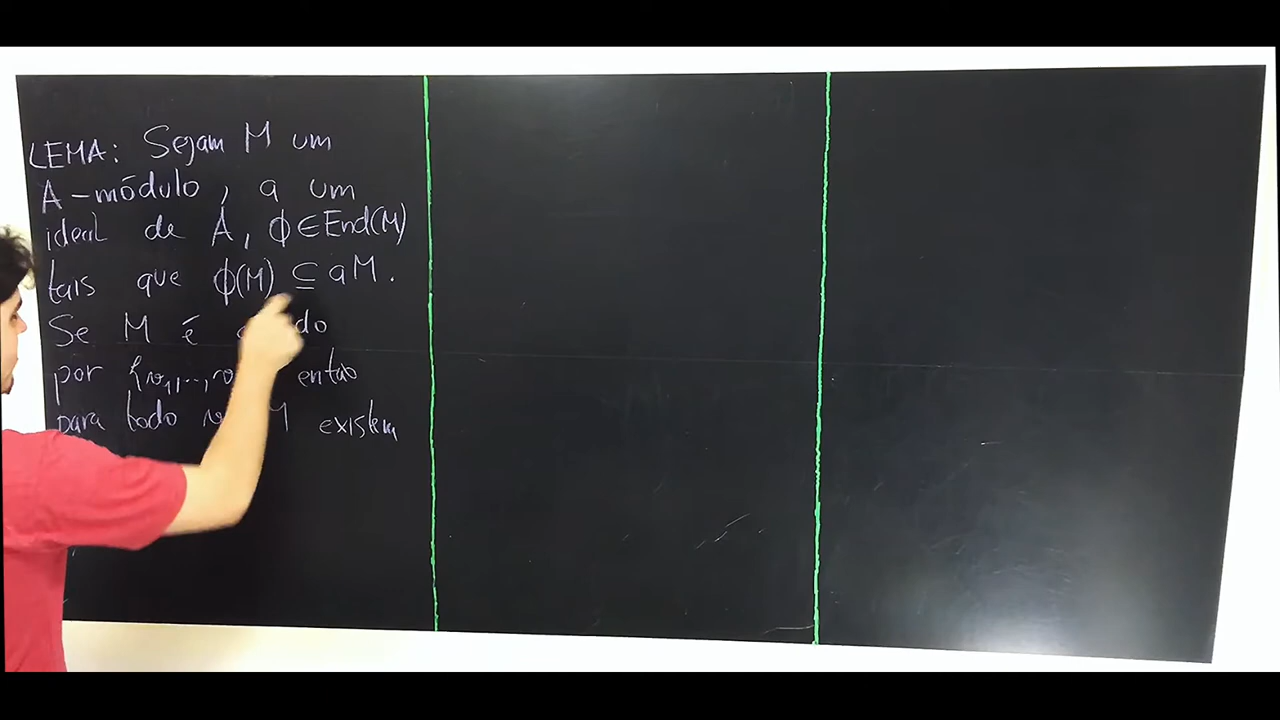 LEMA: Sejam M um
A-módulo, a um
ideal de A, ϕ∈End(M)
tais que ϕ(M) ⊆ aM.
Se M é
por então
para todo existem